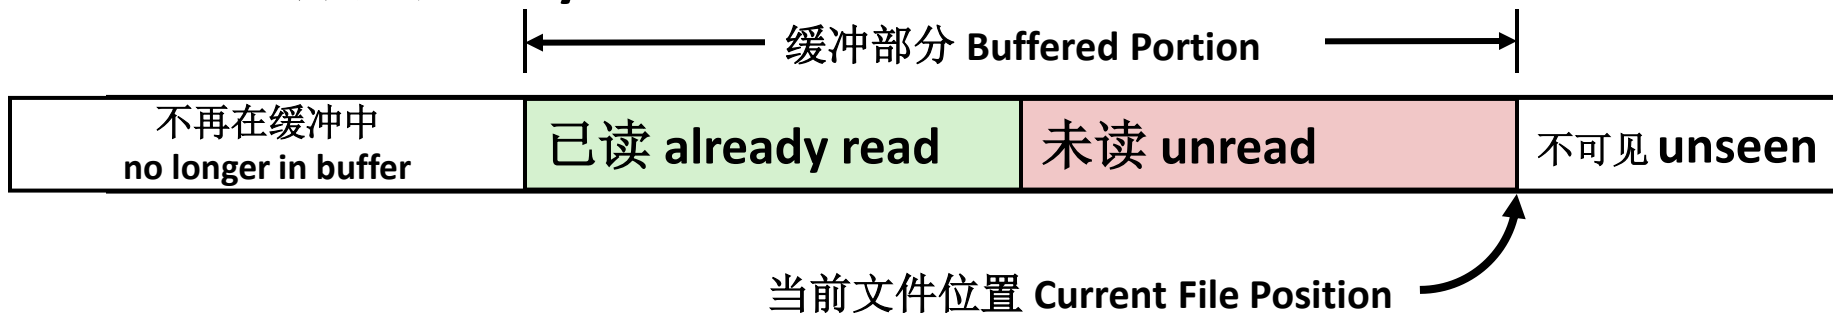 缓冲部分 Buffered Portion
不再在缓冲中
no longer in buffer
已读 already read
未读 unread
不可见 unseen
当前文件位置 Current File Position